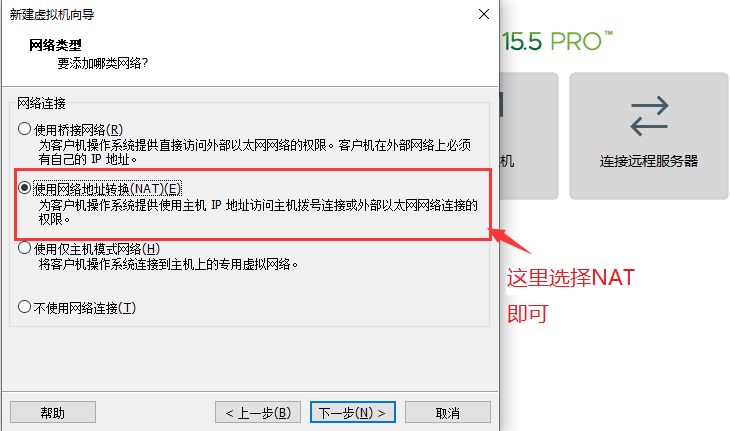 新建虚拟机向导
网络类型
要添加哪类网络?
网络连接
使用桥接网络(R)
为客户机操作系统提供直接访问外部以太网网络的权限。客户机在外部网络上必须
有自己的 IP 地址。
使用网络地址转换(NAT)(E)
为客户机操作系统提供使用主机 IP 地址访问主机拨号连接或外部以太网网络连接的
权限。
使用仅主机模式网络(H)
将客户机操作系统连接到主机上的专用虚拟网络。
不使用网络连接(T)
帮助
< 上一步(B)
下一步(N) >
取消
15.5 PRO™
机
连接远程服务器
这里选择NAT
即可